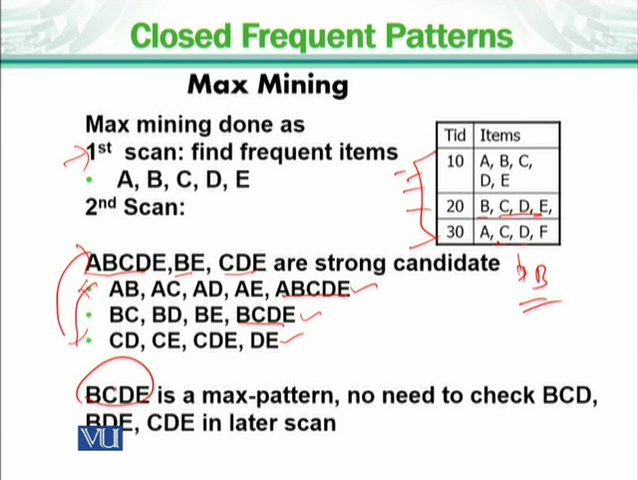 Closed Frequent Patterns
Max Mining
Max mining done as
1st scan: find frequent items
• A, B, C, D, E
2nd Scan:
Tid Items
10 A, B, C,
D, E
20 B, C, D, E,
30 A, C, D, F
ABCDE,BE, CDE are strong candidate
B
• AB, AC, AD, AE, ABCDE
• BC, BD, BE, BCDE
• CD, CE, CDE, DE
BCDE is a max-pattern, no need to check BCD,
BDE, CDE in later scan
VU